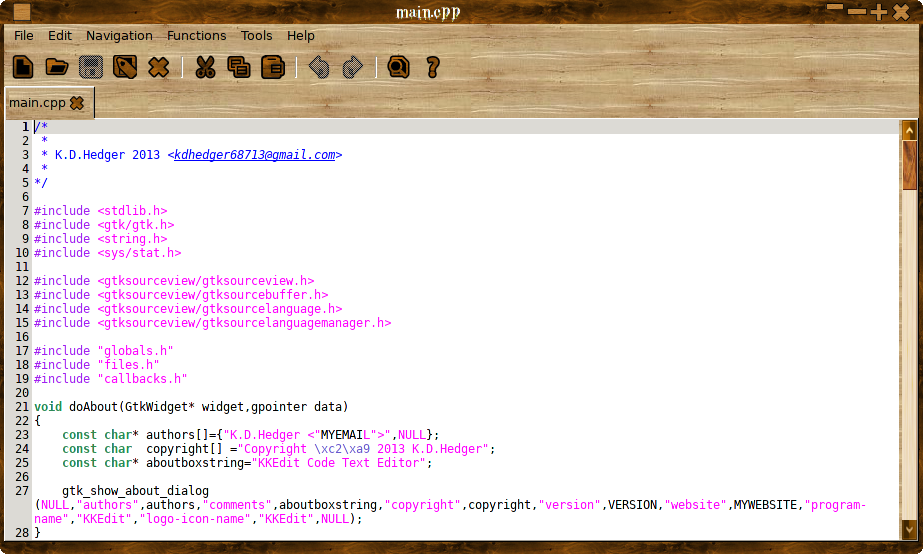 main.cpp
File Edit Navigation Functions Tools Help
main.cpp
1 /*
2  *
3  * K.D.Hedger 2013 <kdhedger68713@gmail.com>
4  *
5 */
6
7 #include <stdlib.h>
8 #include <gtk/gtk.h>
9 #include <string.h>
10 #include <sys/stat.h>
11
12 #include <gtksourceview/gtksourceview.h>
13 #include <gtksourceview/gtksourcebuffer.h>
14 #include <gtksourceview/gtksourcelanguage.h>
15 #include <gtksourceview/gtksourcelanguagemanager.h>
16
17 #include "globals.h"
18 #include "files.h"
19 #include "callbacks.h"
20
21 void doAbout(GtkWidget* widget,gpointer data)
22 {
23     const char* authors[]={"K.D.Hedger <"MYEMAIL">",NULL};
24     const char  copyright[] ="Copyright \xc2\xa9 2013 K.D.Hedger";
25     const char* aboutboxstring="KKEdit Code Text Editor";
26
27     gtk_show_about_dialog
(NULL,"authors",authors,"comments",aboutboxstring,"copyright",copyright,"version",VERSION,"website",MYWEBSITE,"program-
name","KKEdit","logo-icon-name","KKEdit",NULL);
28 }